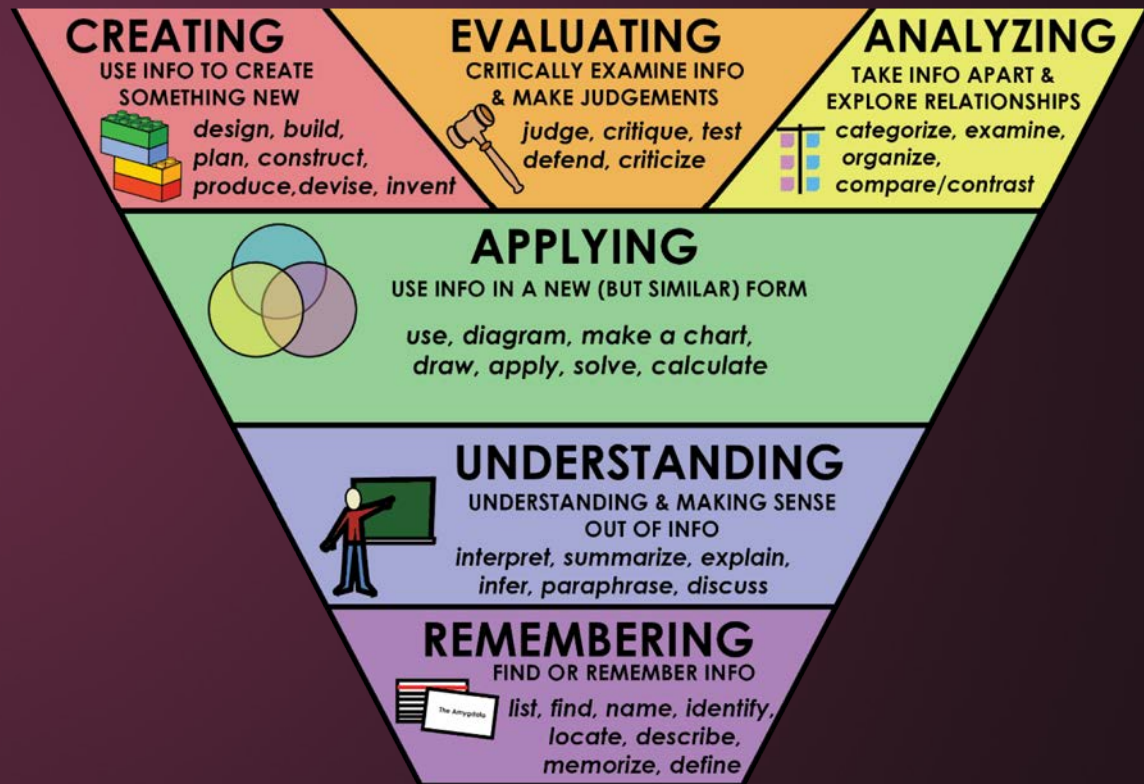 CREATING
USE INFO TO CREATE
SOMETHING NEW
design, build,
plan, construct,
produce,devise, invent
EVALUATING
CRITICALLY EXAMINE INFO
& MAKE JUDGEMENTS
judge, critique, test
defend, criticize
ANALYZING
TAKE INFO APART &
EXPLORE RELATIONSHIPS
categorize, examine,
organize,
compare/contrast
APPLYING
USE INFO IN A NEW (BUT SIMILAR) FORM
use, diagram, make a chart,
draw, apply, solve, calculate
UNDERSTANDING
UNDERSTANDING & MAKING SENSE
OUT OF INFO
interpret, summarize, explain,
infer, paraphrase, discuss
REMEMBERING
FIND OR REMEMBER INFO
The Amygdala
list, find, name, identify,
locate, describe,
memorize, define